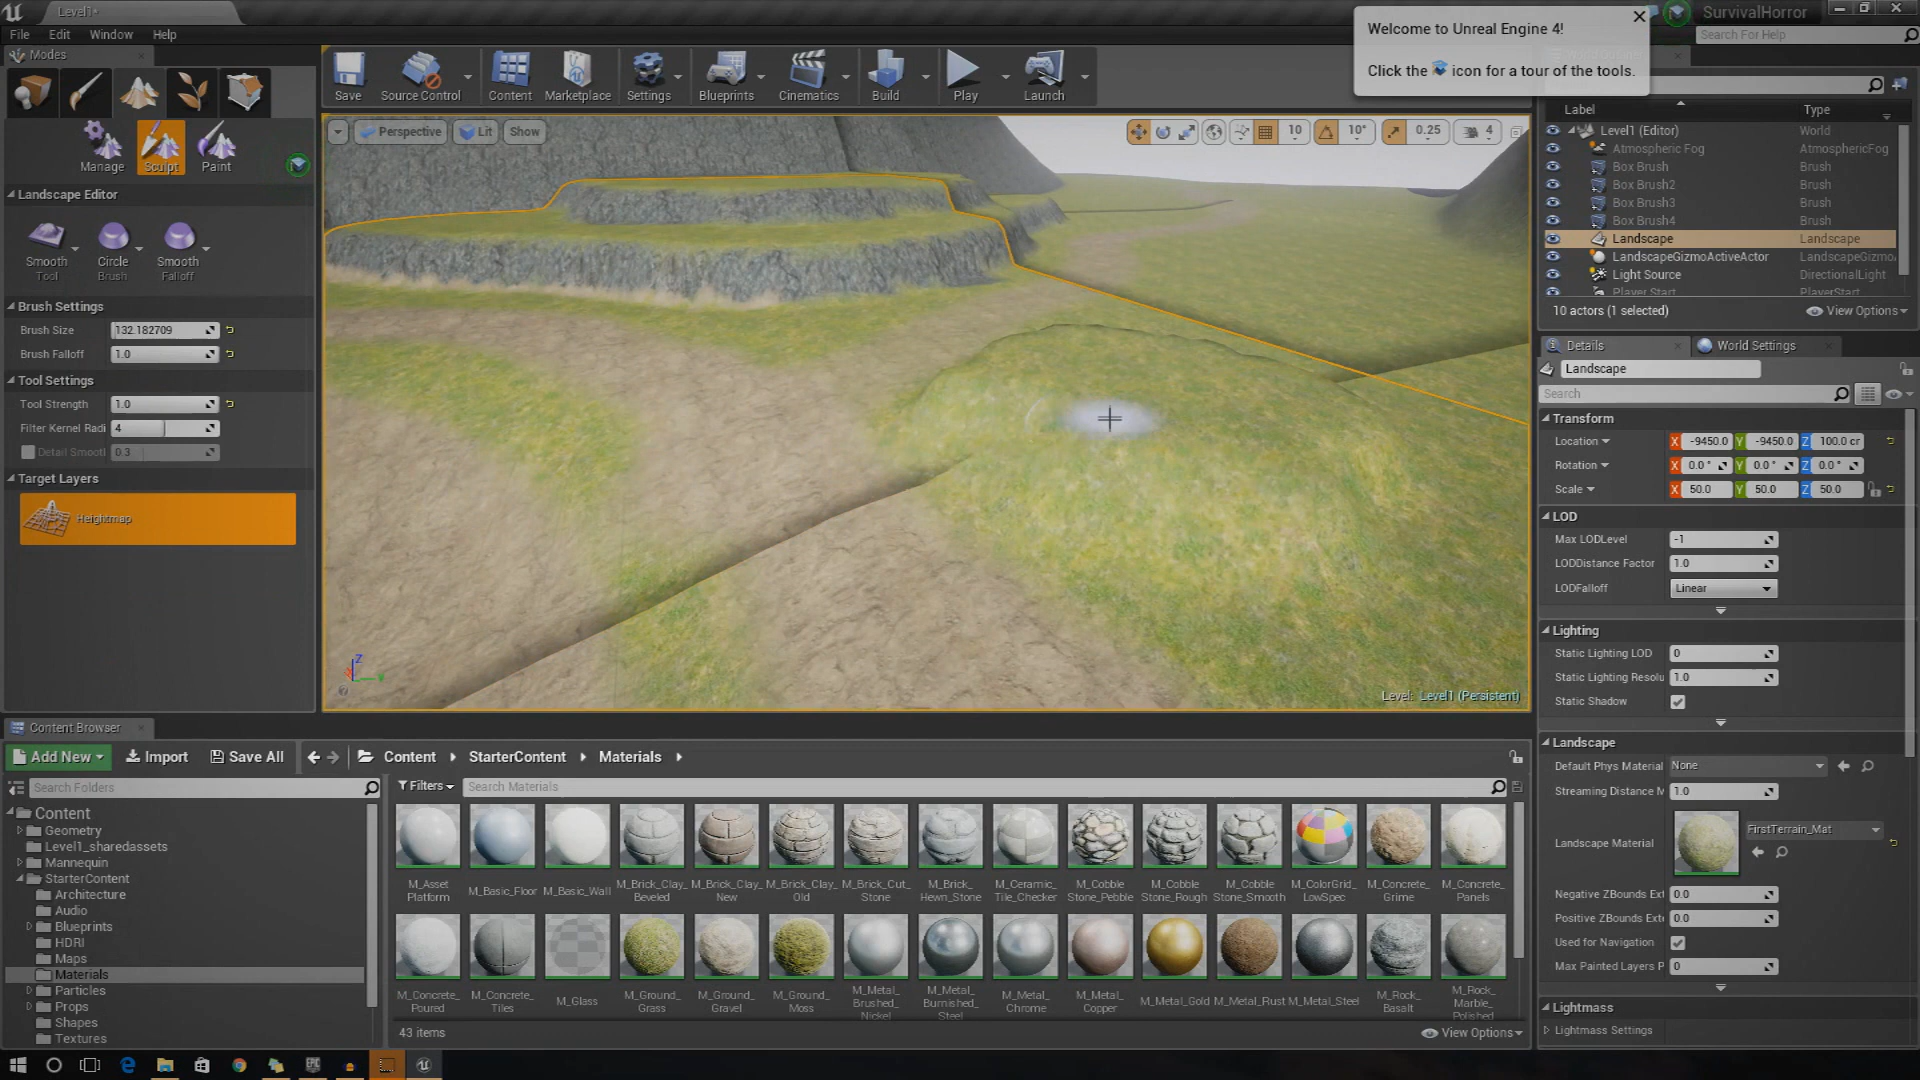 Level1*
SurvivalHorror
File Edit Window Help
Search For Help
Welcome to Unreal Engine 4!
Click the icon for a tour of the tools.
Modes
Manage
Sculpt
Paint
Landscape Editor
Smooth
Tool
Circle
Brush
Smooth
Falloff
Brush Settings
Brush Size 132.182709
Brush Falloff 1.0
Tool Settings
Tool Strength 1.0
Filter Kernel Radi 4
Detail Smootl 0.3
Target Layers
Heightmap
Save
Source Control
Content
Marketplace
Settings
Blueprints
Cinematics
Build
Play
Launch
Perspective
Lit
Show
10
10°
0.25
4
Level: Level1 (Persistent)
Label Type
Level1 (Editor) World
Atmospheric Fog AtmosphericFog
Box Brush Brush
Box Brush2 Brush
Box Brush3 Brush
Box Brush4 Brush
Landscape Landscape
LandscapeGizmoActiveActor LandscapeGizmo
Light Source DirectionalLight
Player Start PlayerStart
10 actors (1 selected)
View Options
Details
World Settings
Landscape
Search
Transform
Location X -9450.0 Y -9450.0 Z 100.0 cr
Rotation X 0.0 ° Y 0.0 ° Z 0.0 °
Scale X 50.0 Y 50.0 Z 50.0
LOD
Max LODLevel -1
LODDistance Factor 1.0
LODFalloff Linear
Lighting
Static Lighting LOD 0
Static Lighting Resolu 1.0
Static Shadow
Landscape
Default Phys Material None
Streaming Distance M 1.0
Landscape Material FirstTerrain_Mat
Negative ZBounds Ext 0.0
Positive ZBounds Exte 0.0
Used for Navigation
Max Painted Layers P 0
Lightmass
Lightmass Settings
Content Browser
Add New
Import
Save All
Content
StarterContent
Materials
Search Folders
Filters
Search Materials
Content
Geometry
Level1_sharedassets
Mannequin
StarterContent
Architecture
Audio
Blueprints
HDRI
Maps
Materials
Particles
Props
Shapes
Textures
M_Asset
Platform
M_Basic_Floor
M_Basic_Wall
M_Brick_Clay_
Beveled
M_Brick_Clay_
New
M_Brick_Clay_
Old
M_Brick_Cut_
Stone
M_Brick_
Hewn_Stone
M_Ceramic_
Tile_Checker
M_Cobble
Stone_Pebble
M_Cobble
Stone_Rough
M_Cobble
Stone_Smooth
M_ColorGrid_
LowSpec
M_Concrete_
Grime
M_Concrete_
Panels
M_Concrete_
Poured
M_Concrete_
Tiles
M_Glass
M_Ground_
Grass
M_Ground_
Gravel
M_Ground_
Moss
M_Metal_
Brushed_
Nickel
M_Metal_
Burnished_
Steel
M_Metal_
Chrome
M_Metal_
Copper
M_Metal_Gold
M_Metal_Rust
M_Metal_Steel
M_Rock_
Basalt
M_Rock_
Marble_
Polished
43 items
View Options